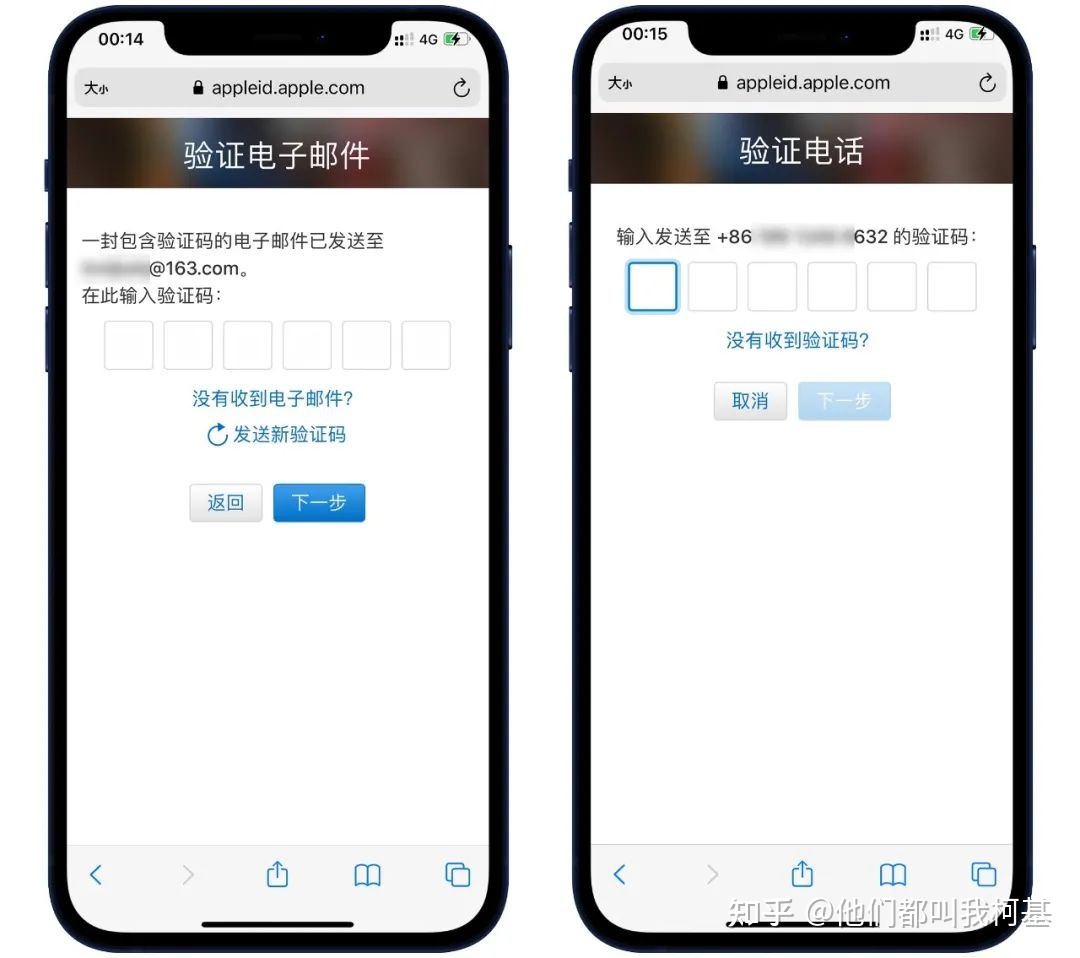 00:14
4G
大小
appleid.apple.com
验证电子邮件
一封包含验证码的电子邮件已发送至
@163.com。
在此输入验证码：
没有收到电子邮件？
发送新验证码
返回
下一步
00:15
4G
大小
appleid.apple.com
验证电话
输入发送至 +86 632 的验证码：
没有收到验证码？
取消
下一步
知乎 @他们都叫我柯基